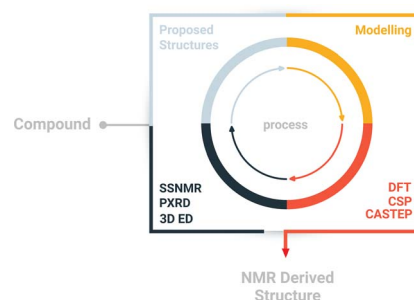 Proposed
Structures
Modelling
Compound
process
SSNMR
PXRD
3D ED
DFT
CSP
CASTEP
NMR Derived
Structure